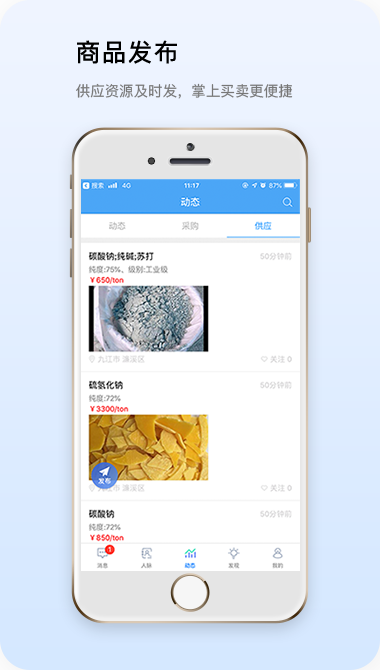 商品发布
供应资源及时发，掌上买卖更便捷
搜索 4G 11:17 87%
动态
动态 采购 供应
碳酸钠;纯碱;苏打 50分钟前
纯度:75%、级别:工业级
¥650/ton
九江市 濂溪区 关注 0
硫氢化钠 50分钟前
纯度:72%
¥3300/ton
发布
九江市 濂溪区 关注 0
碳酸钠 50分钟前
纯度:72%
¥850/ton
1
消息 人脉 动态 发现 我的